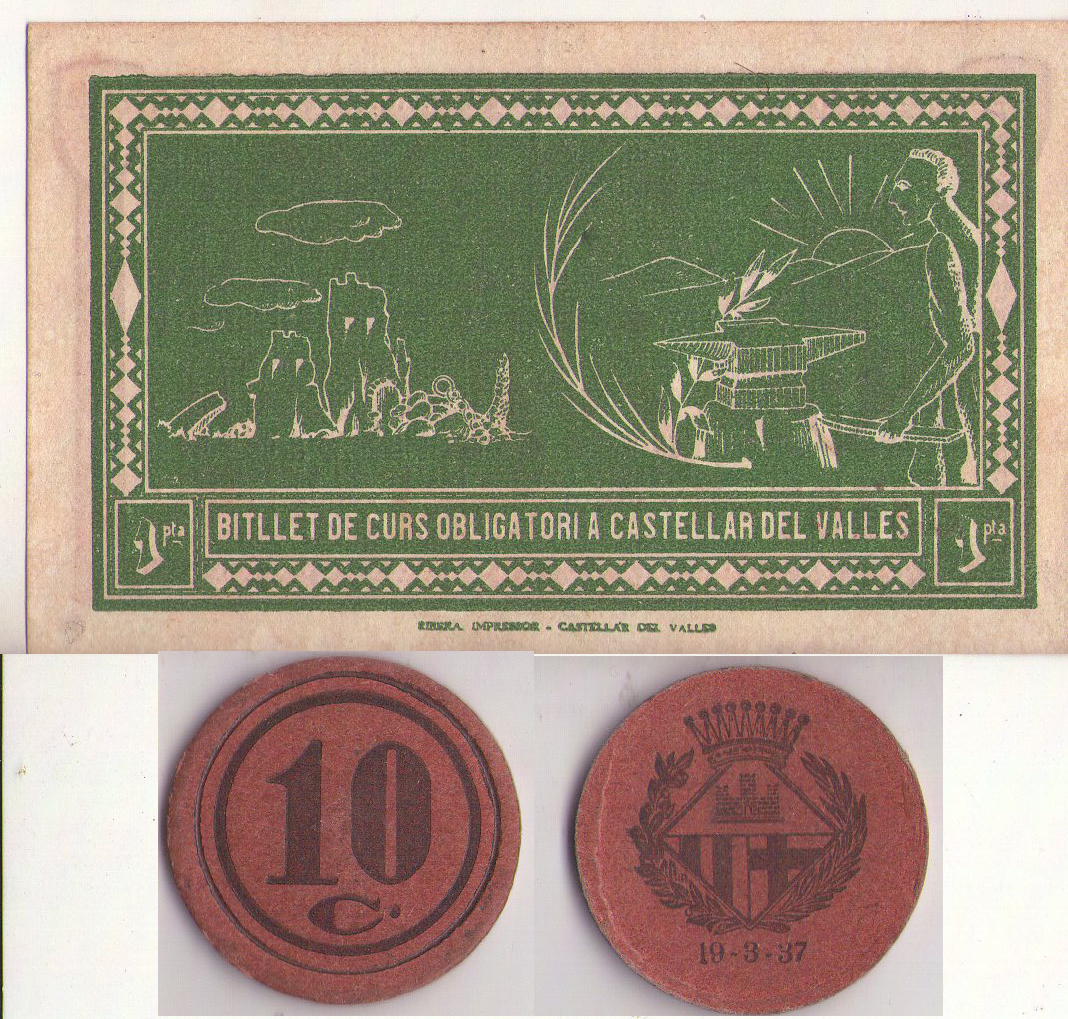 1 pta
BITLLET DE CURS OBLIGATORI A CASTELLAR DEL VALLES
1 pta
RIBERA IMPRESSOR - CASTELLAR DEL VALLES
10
C.
19-3-37